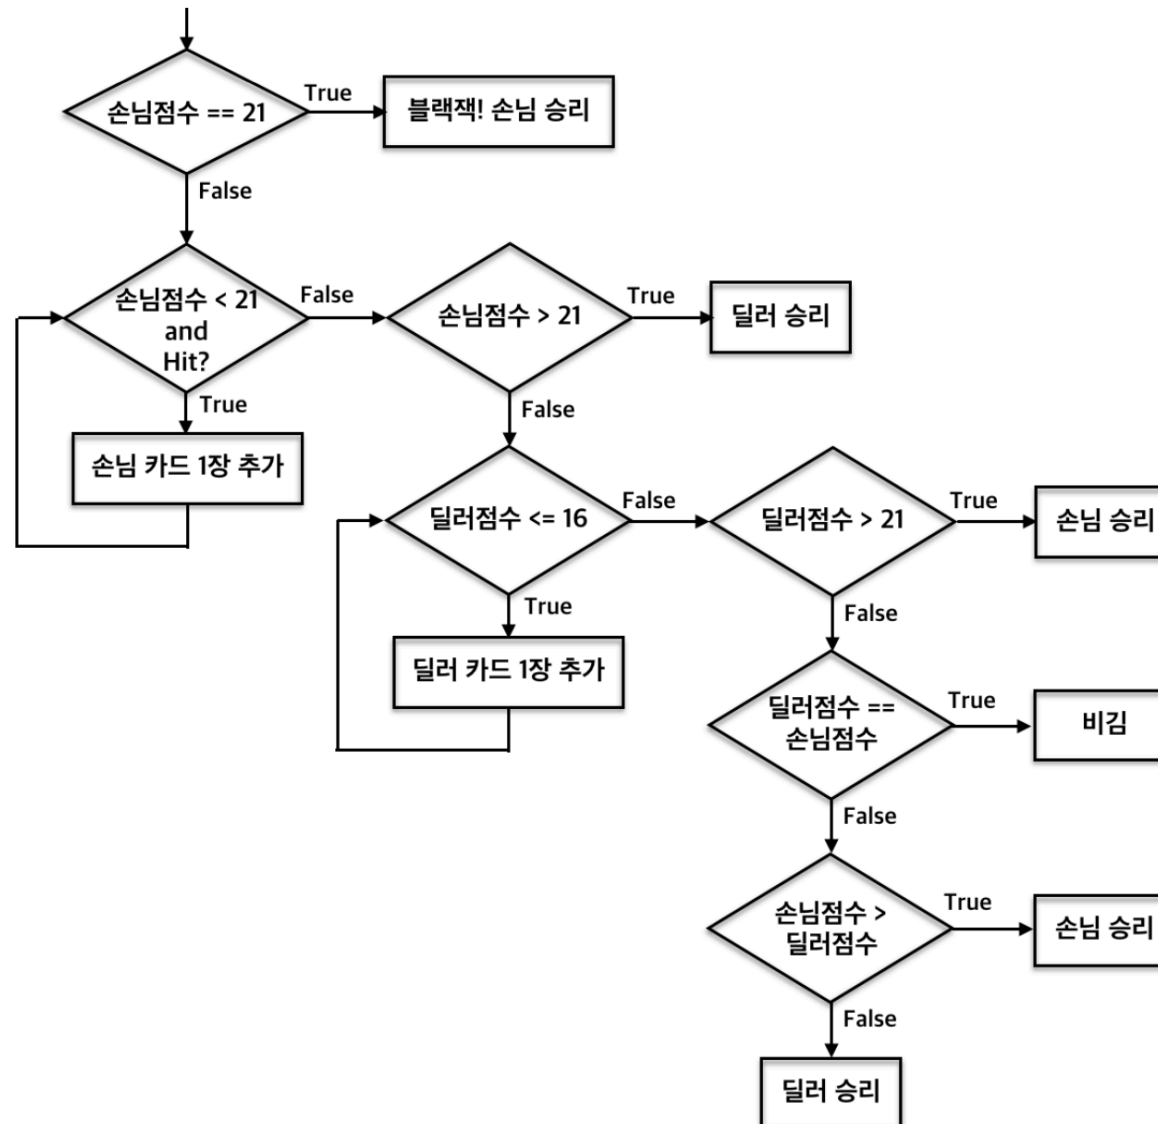 손님점수 == 21
True
블랙잭! 손님 승리
False
손님점수 < 21
and
Hit?
False
손님점수 > 21
True
딜러 승리
True
손님 카드 1장 추가
False
딜러점수 <= 16
False
딜러점수 > 21
True
손님 승리
True
딜러 카드 1장 추가
False
딜러점수 ==
손님점수
True
비김
False
손님점수 >
딜러점수
True
손님 승리
False
딜러 승리